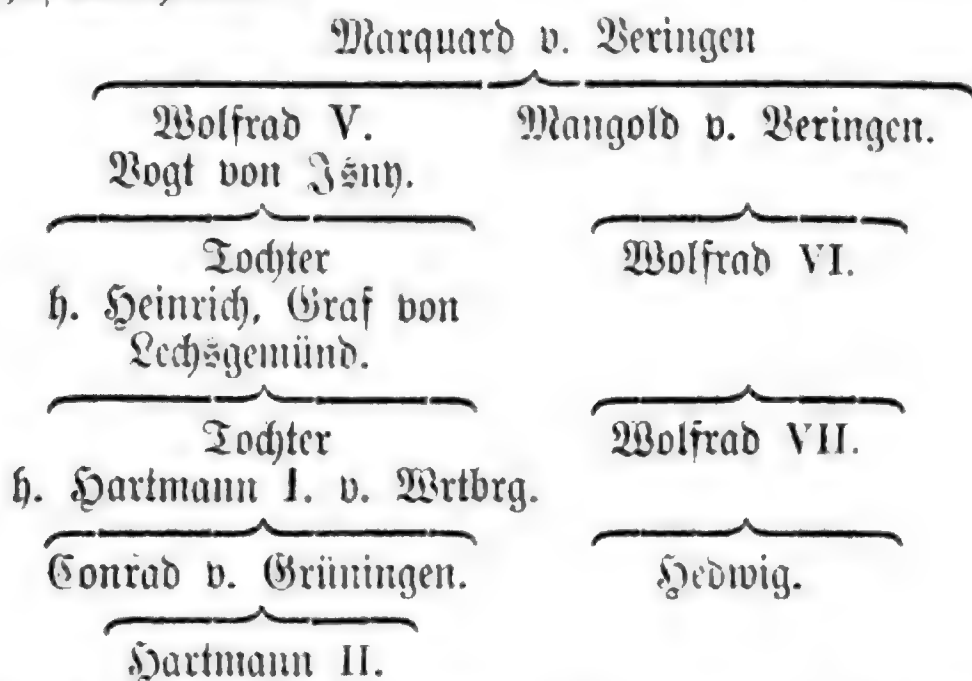 Marquard v. Veringen
Wolfrad V. Mangold v. Veringen.
Vogt von Isny.
Tochter Wolfrad VI.
h. Heinrich, Graf von
Lechsgemünd.
Tochter Wolfrad VII.
h. Hartmann I. v. Wrtbrg.
Conrad v. Grüningen. Hedwig.
Hartmann II.